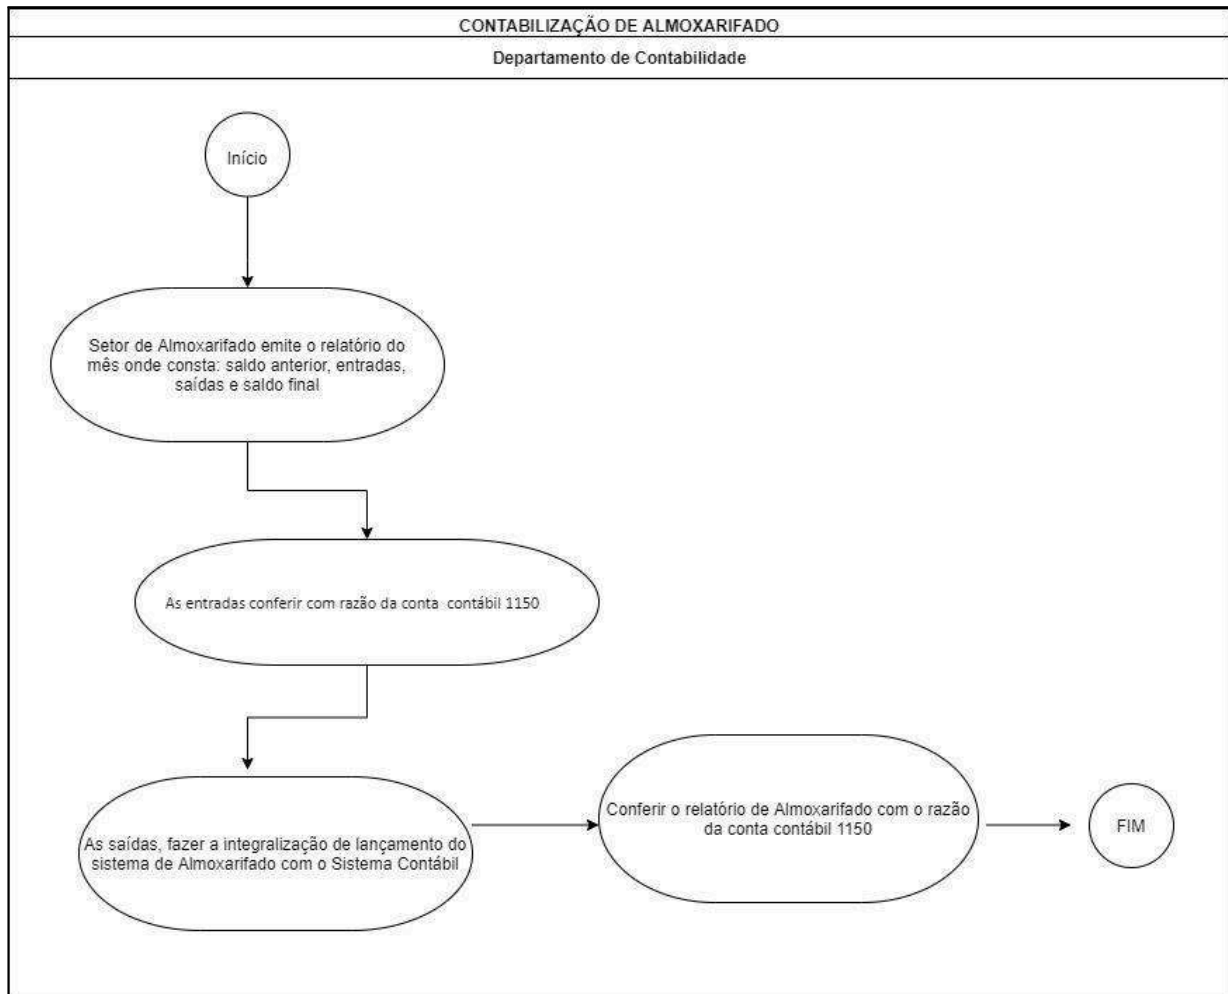 CONTABILIZAÇÃO DE ALMOXARIFADO
Departamento de Contabilidade
Início
Setor de Almoxarifado emite o relatório do
mês onde consta: saldo anterior, entradas,
saídas e saldo final
As entradas conferir com razão da conta contábil 1150
As saídas, fazer a integralização de lançamento do
sistema de Almoxarifado com o Sistema Contábil
Conferir o relatório de Almoxarifado com o razão
da conta contábil 1150
FIM